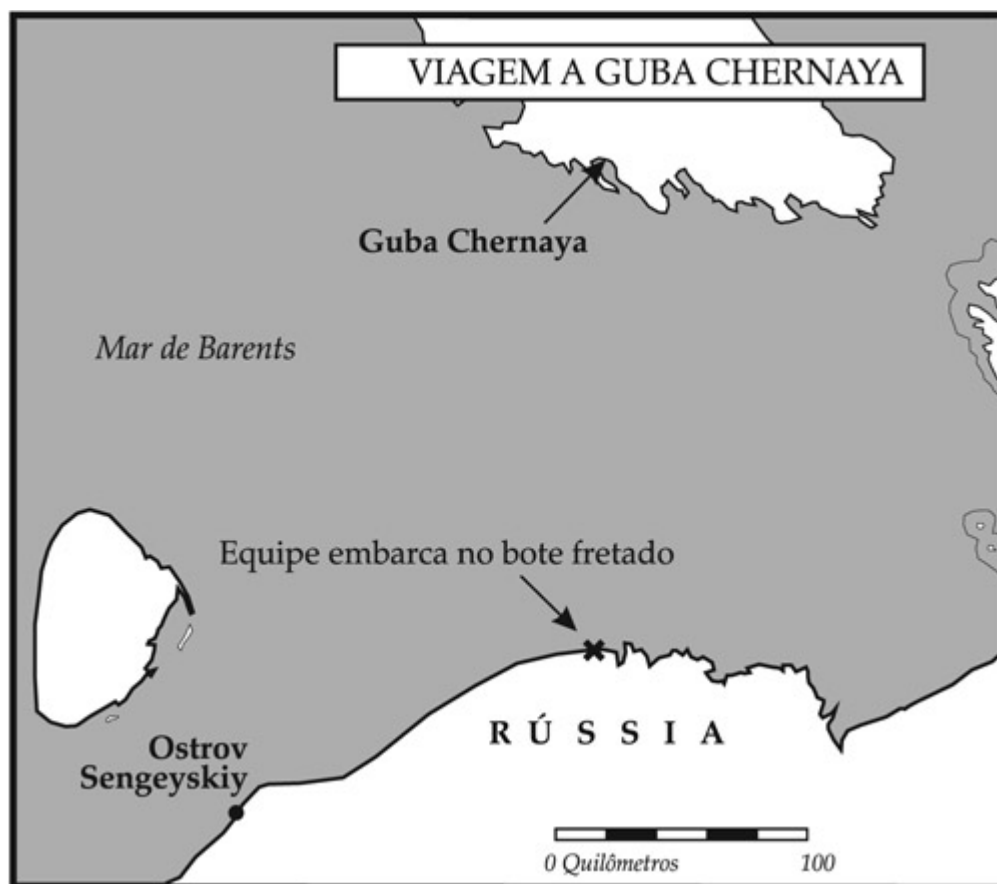 VIAGEM A GUBA CHERNAYA
Guba Chernaya
Mar de Barents
Equipe embarca no bote fretado
R Ú S S I A
Ostrov
Sengeyskiy
0 Quilômetros 100